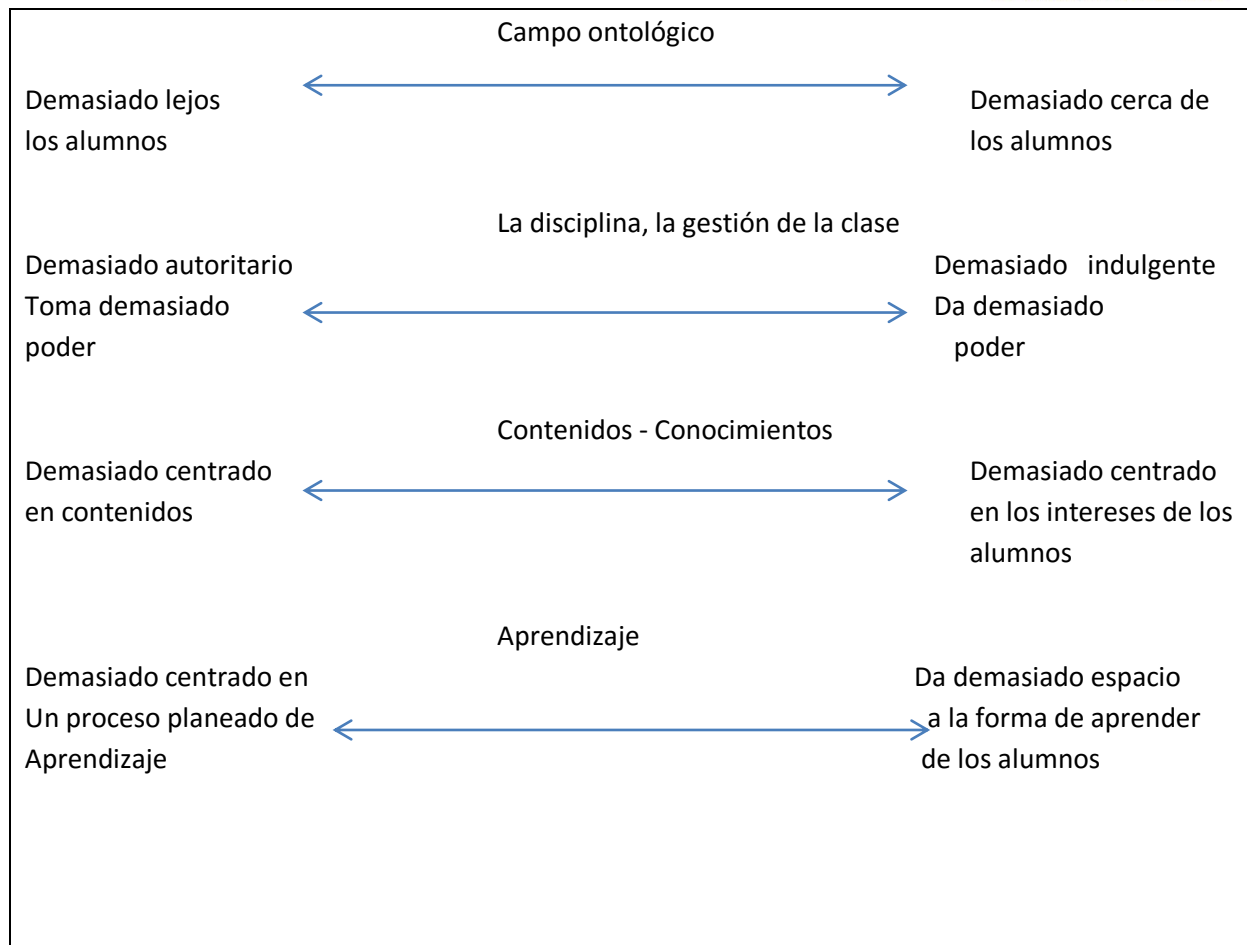 Campo ontológico
Demasiado lejos
los alumnos
Demasiado cerca de
los alumnos
La disciplina, la gestión de la clase
Demasiado autoritario
Toma demasiado
poder
Demasiado indulgente
Da demasiado
poder
Contenidos - Conocimientos
Demasiado centrado
en contenidos
Demasiado centrado
en los intereses de los
alumnos
Aprendizaje
Demasiado centrado en
Un proceso planeado de
Aprendizaje
Da demasiado espacio
a la forma de aprender
de los alumnos